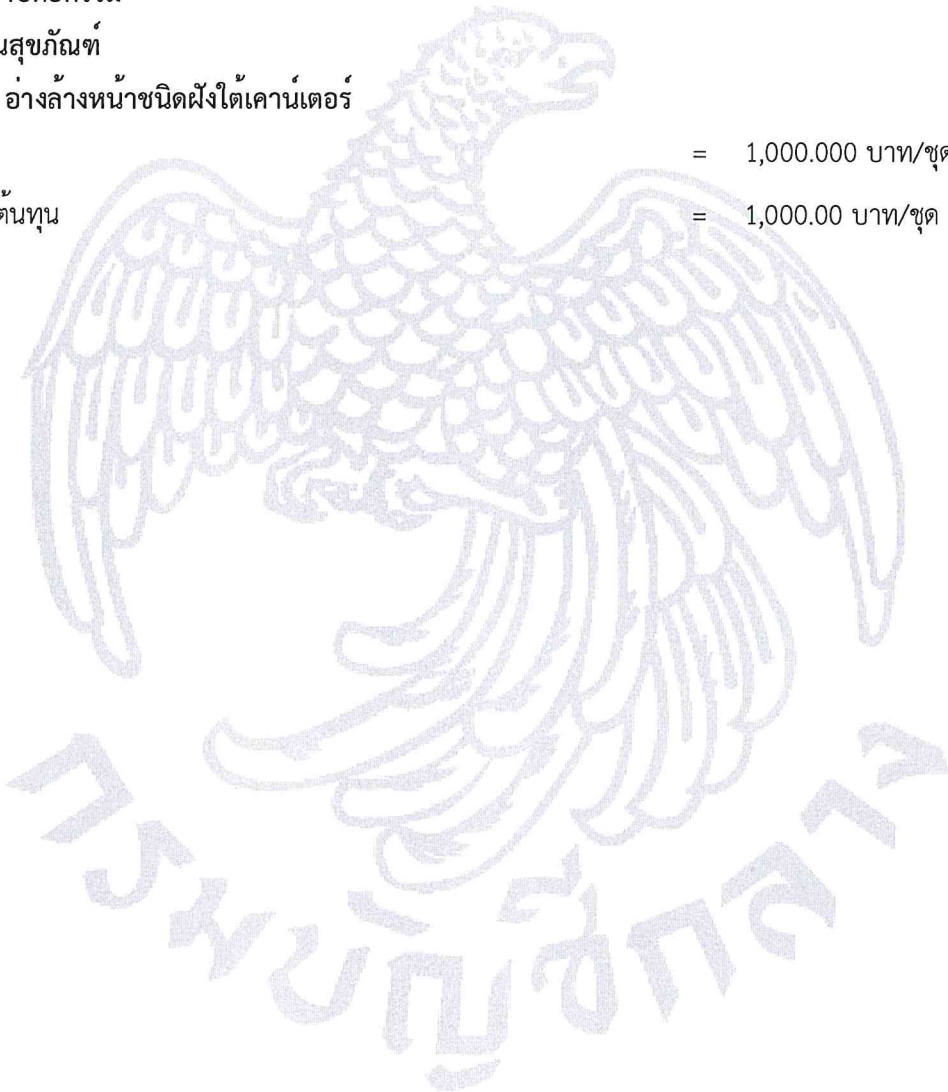 นสุขภัณฑ์
อ่างล้างหน้าชนิดฝังใต้เคาน์เตอร์
= 1,000.000 บาท/ชุด
ต้นทุน = 1,000.00 บาท/ชุด
กรมบัญชีกลาง